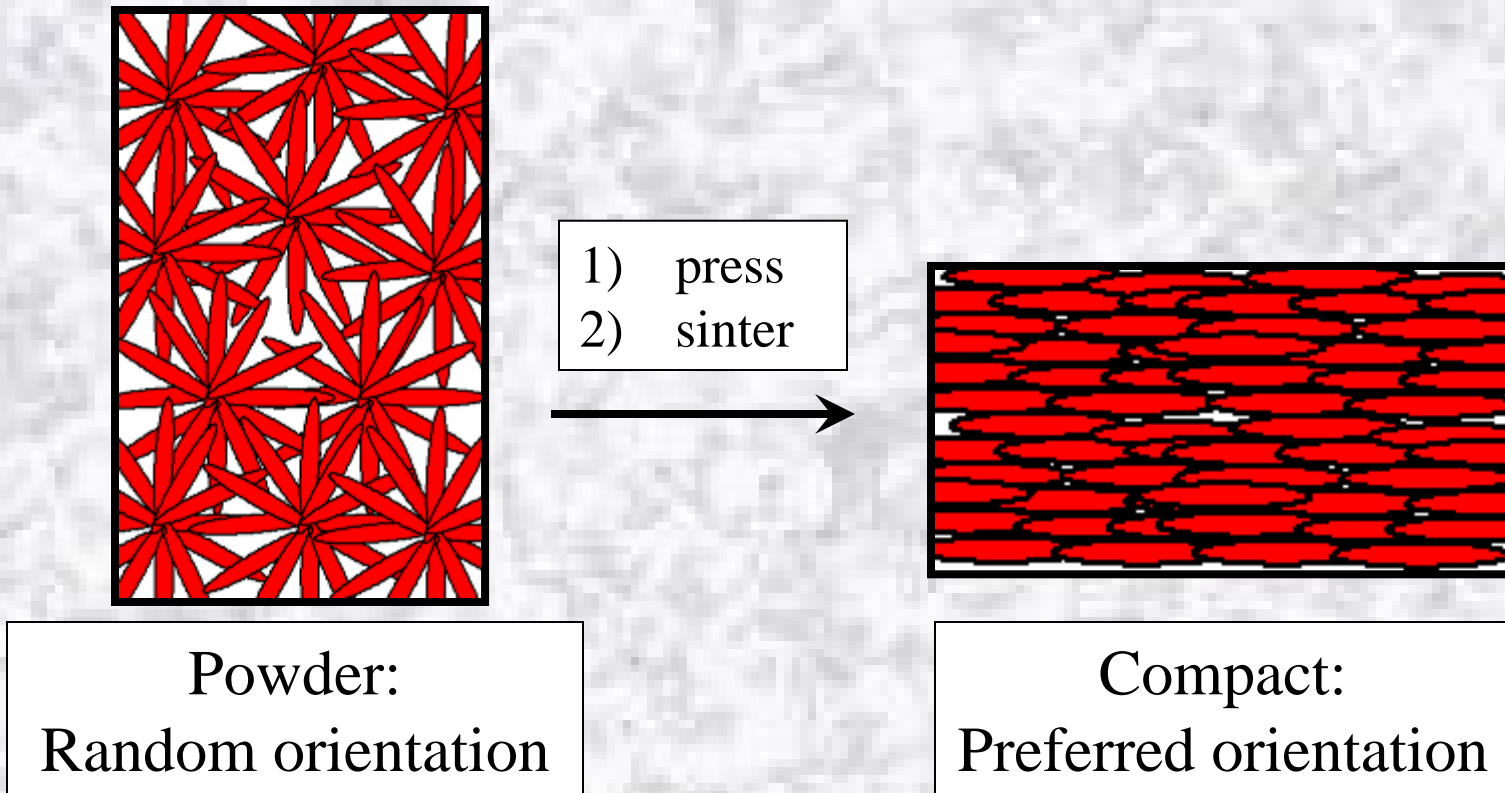 1) press
2) sinter
Powder:
Random orientation
Compact:
Preferred orientation